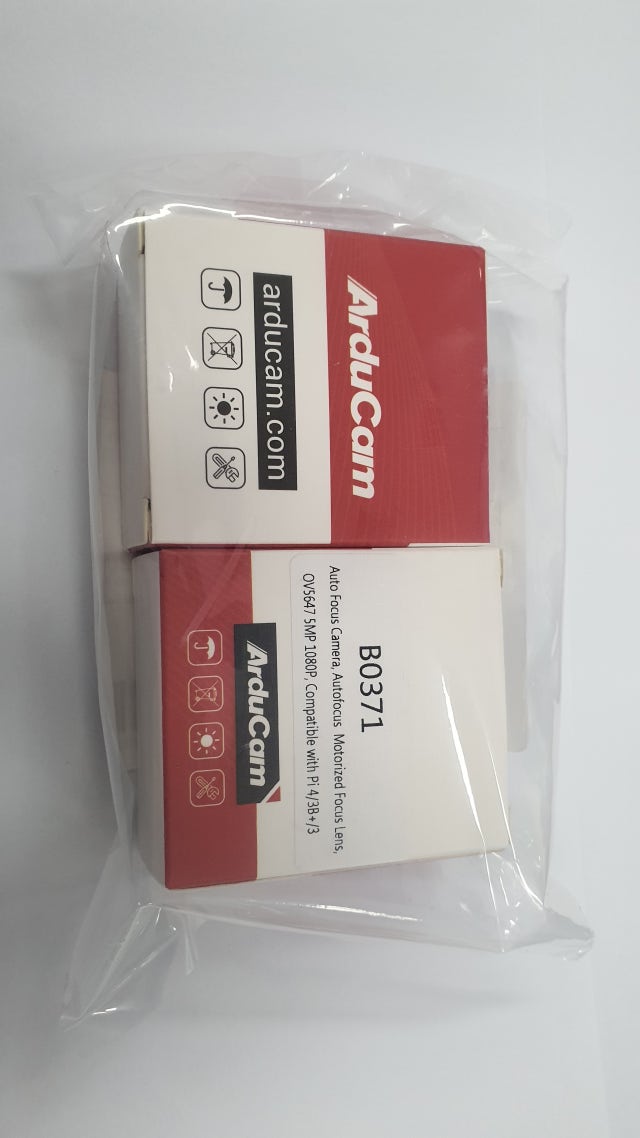 ArduCam
arducam.com
B0371
Auto Focus Camera, Autofocus Motorized Focus Lens,
OV5647 5MP 1080P, Compatible with Pi 4/3B+/3
ArduCam